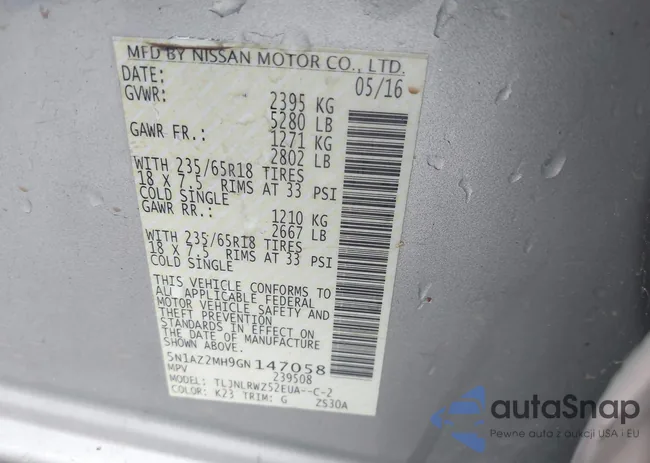 MFD BY NISSAN MOTOR CO., LTD.
DATE: 05/16
GVWR: 2395 KG
5280 LB
GAWR FR.: 1271 KG
2802 LB
WITH 235/65R18 TIRES
18 X 7.5 RIMS AT 33 PSI
COLD SINGLE
GAWR RR.: 1210 KG
2667 LB
WITH 235/65R18 TIRES
18 X 7.5 RIMS AT 33 PSI
COLD SINGLE
THIS VEHICLE CONFORMS TO
ALL APPLICABLE FEDERAL
MOTOR VEHICLE SAFETY AND
THEFT PREVENTION
STANDARDS IN EFFECT ON
THE DATE OF MANUFACTURE
SHOWN ABOVE.
5N1AZ2MH9GN147058
MPV 239508
MODEL: TLJNLRWZ52EUA--C-2
COLOR: K23 TRIM: G ZS30A
autoSnap
Pewne auta z aukcji USA i EU